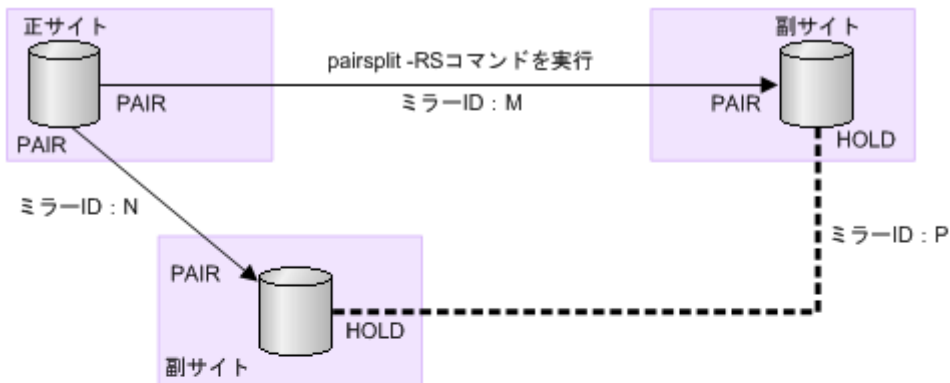 正サイト
副サイト
pairsplit -RSコマンドを実行
PAIR
ミラーID：M
PAIR
PAIR
HOLD
ミラーID：N
ミラーID：P
PAIR
HOLD
副サイト